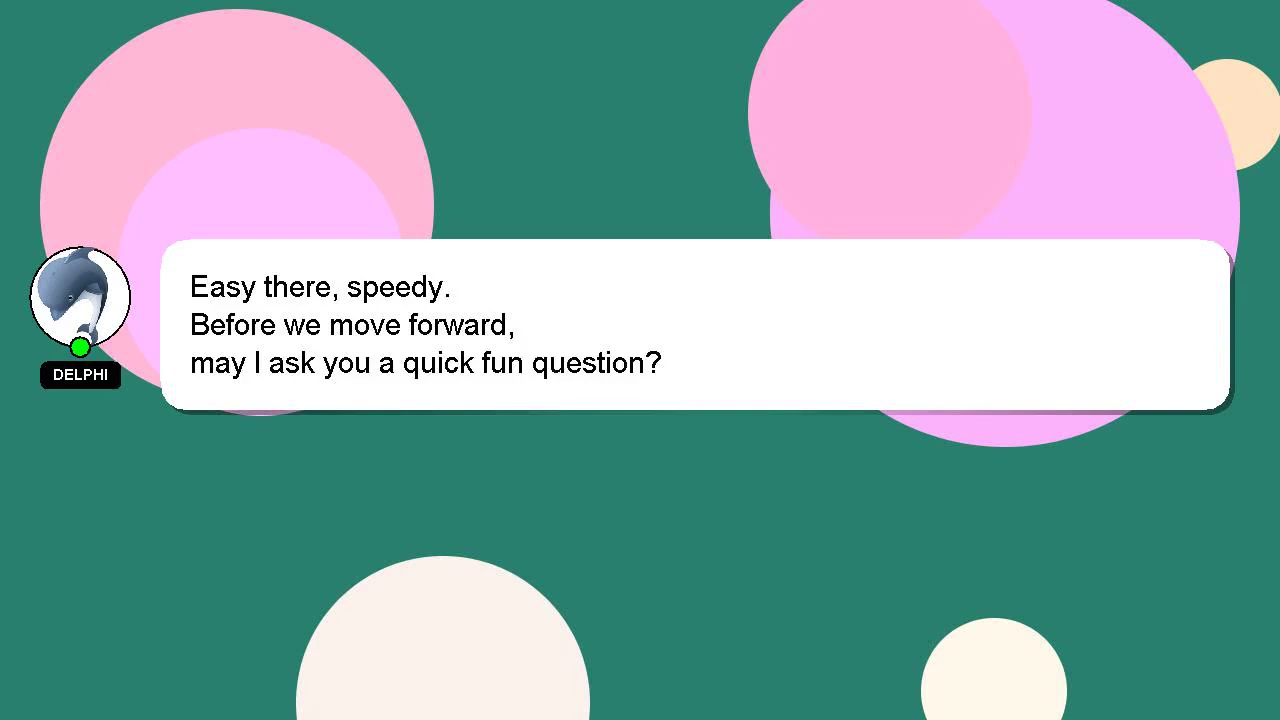 Easy there, speedy.
Before we move forward,
may I ask you a quick fun question?
DELPHI